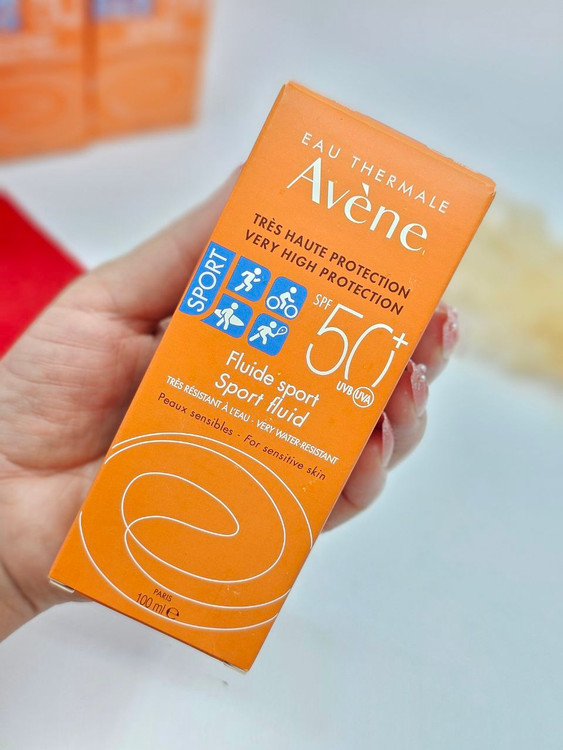 EAU THERMALE
Avène
TRÈS HAUTE PROTECTION
VERY HIGH PROTECTION
SPORT
SPF
50+
UVB UVA
Fluide sport
Sport fluid
TRÈS RÉSISTANT À L'EAU - VERY WATER-RESISTANT
Peaux sensibles - For sensitive skin
PARIS
100 ml ℮